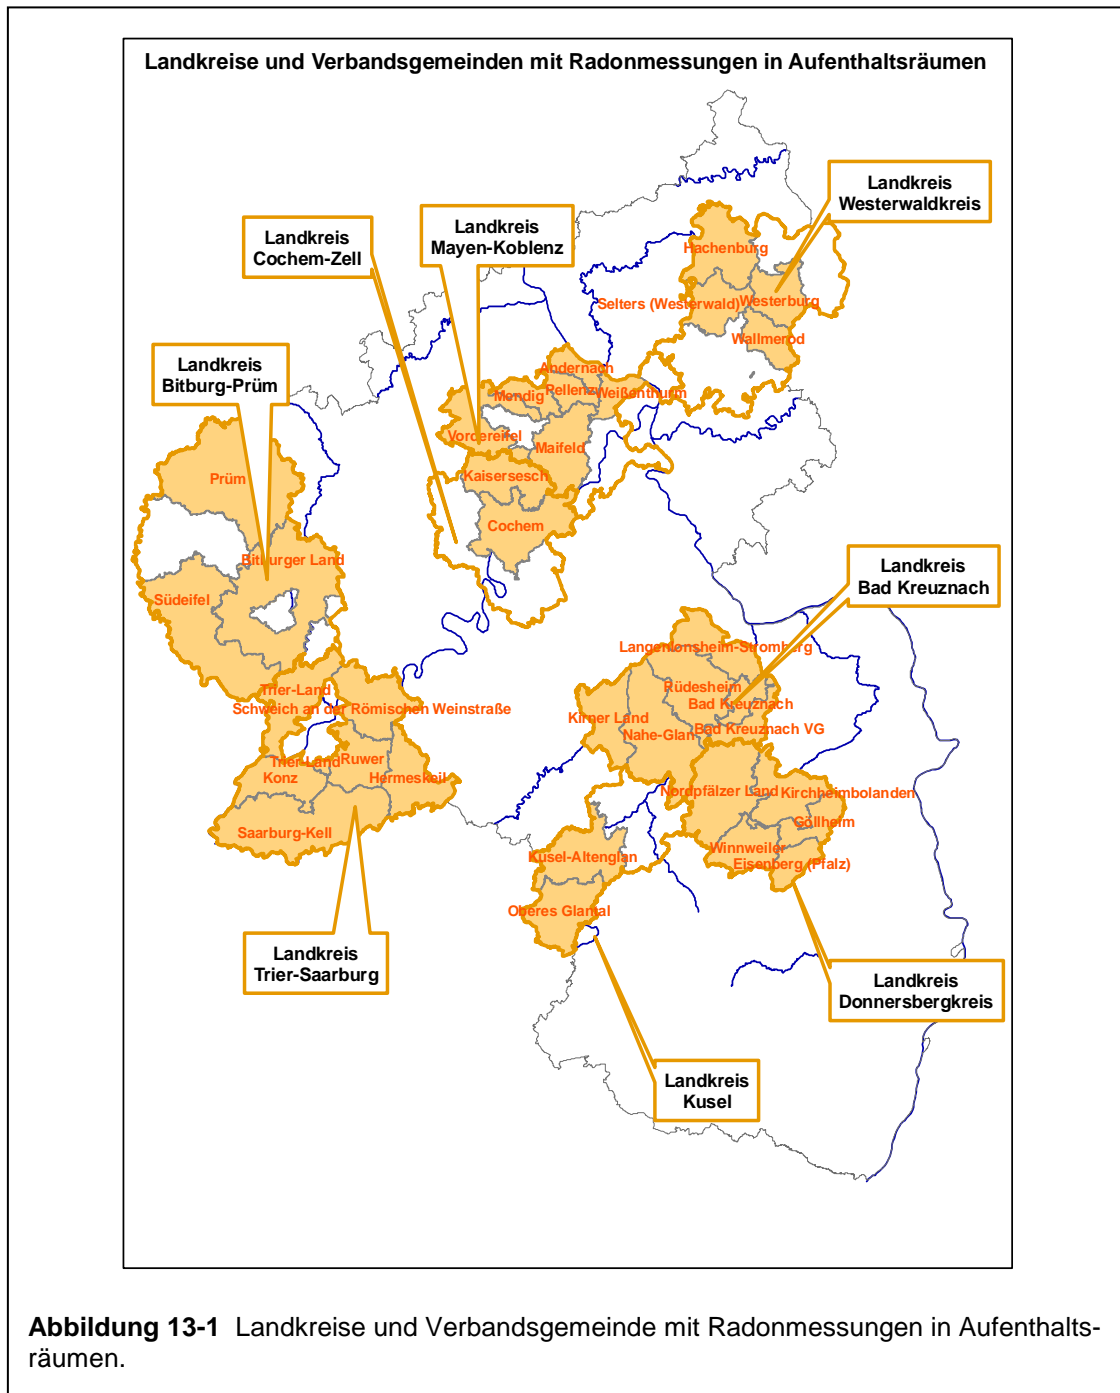 Landkreise und Verbandsgemeinden mit Radonmessungen in Aufenthaltsräumen
Landkreis
Westerwaldkreis
Landkreis
Mayen-Koblenz
Landkreis
Cochem-Zell
Hachenburg
Selters (Westerwald)
Westerburg
Wallmerod
Landkreis
Bitburg-Prüm
Andernach
Mendig
Pellenz
Weißenthurm
Vordereifel
Maifeld
Kaisersesch
Prüm
Cochem
Bitburger Land
Südeifel
Landkreis
Bad Kreuznach
Langenlonsheim-Stromberg
Rüdesheim
Bad Kreuznach
Kirner Land
Nahe-Glan
Bad Kreuznach VG
Trier-Land
Schweich an der Römischen Weinstraße
Trier-Land
Ruwer
Konz
Hermeskeil
Saarburg-Kell
Nordpfälzer Land
Kirchheimbolanden
Göllheim
Winnweiler
Eisenberg (Pfalz)
Kusel-Altenglan
Oberes Glantal
Landkreis
Trier-Saarburg
Landkreis
Donnersbergkreis
Landkreis
Kusel
Abbildung 13-1 Landkreise und Verbandsgemeinde mit Radonmessungen in Aufenthalts-
räumen.